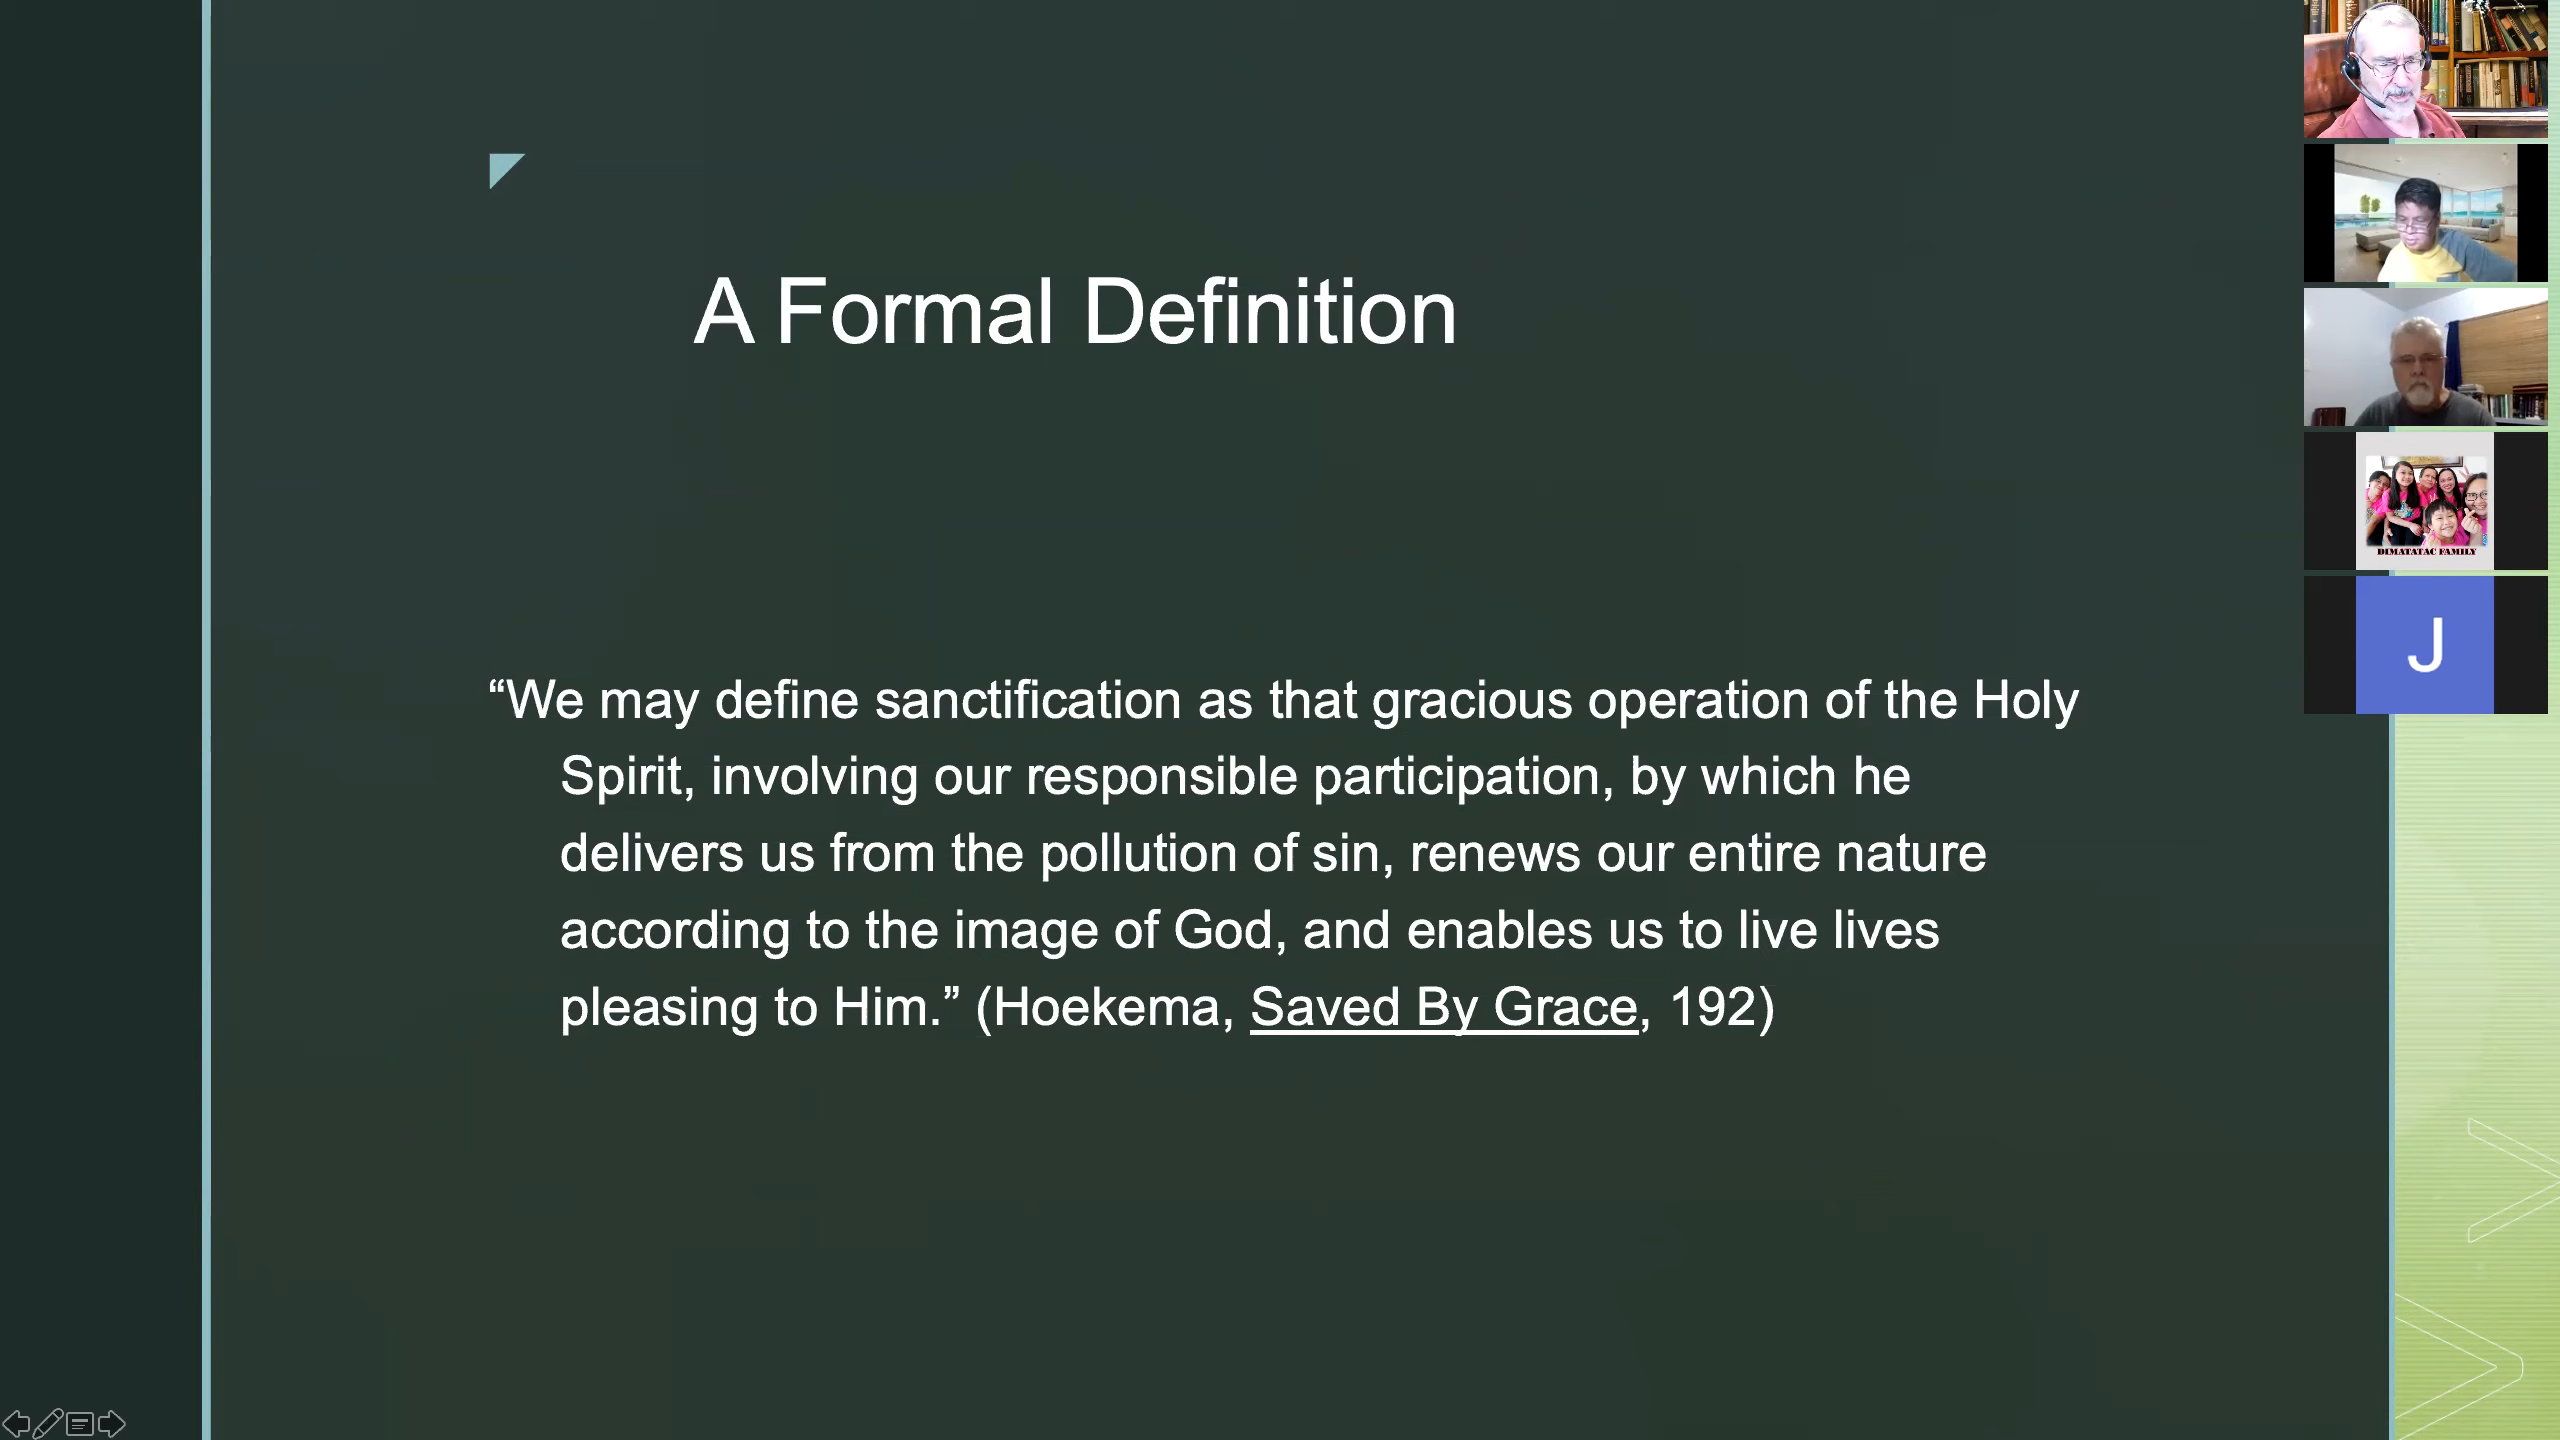 A Formal Definition
“We may define sanctification as that gracious operation of the Holy
Spirit, involving our responsible participation, by which he
delivers us from the pollution of sin, renews our entire nature
according to the image of God, and enables us to live lives
pleasing to Him.” (Hoekema, Saved By Grace, 192)
DIMATATAC FAMILY
J